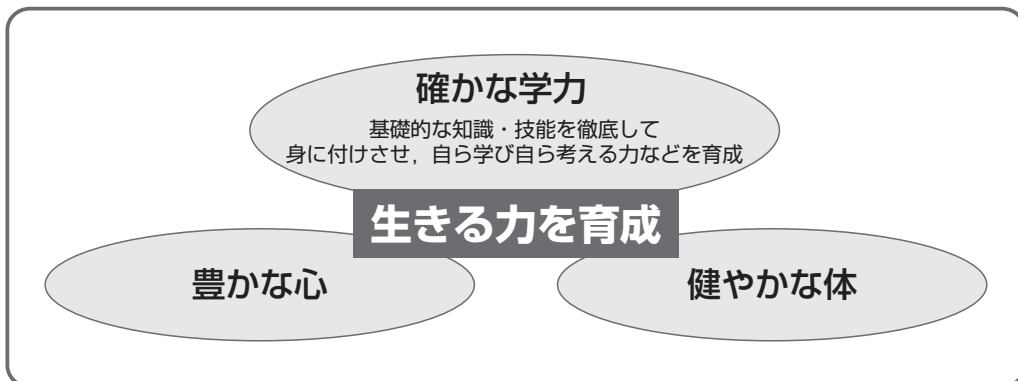 確かな学力
基礎的な知識・技能を徹底して
身に付けさせ，自ら学び自ら考える力などを育成
生きる力を育成
豊かな心
健やかな体